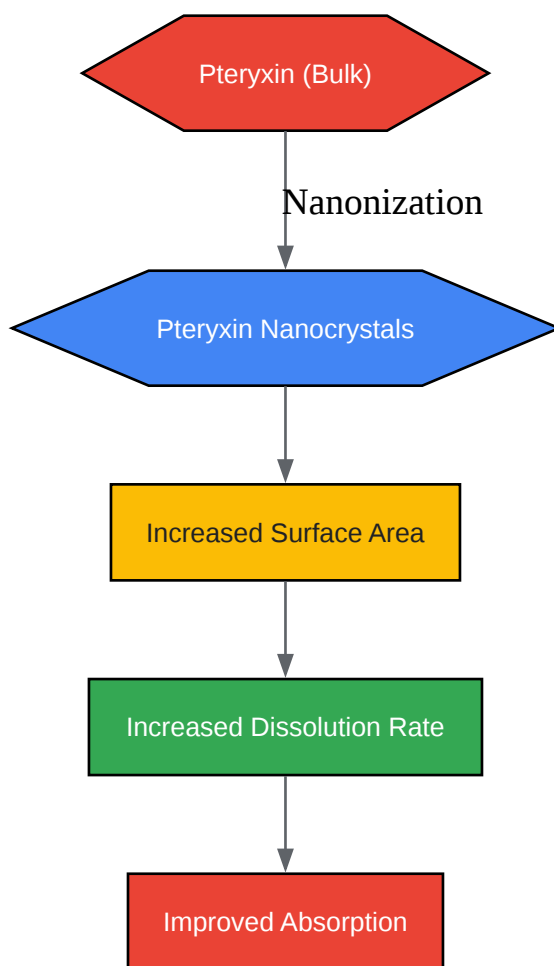 Pteryxin (Bulk)
Nanonization
Pteryxin Nanocrystals
Increased Surface Area
Increased Dissolution Rate
Improved Absorption